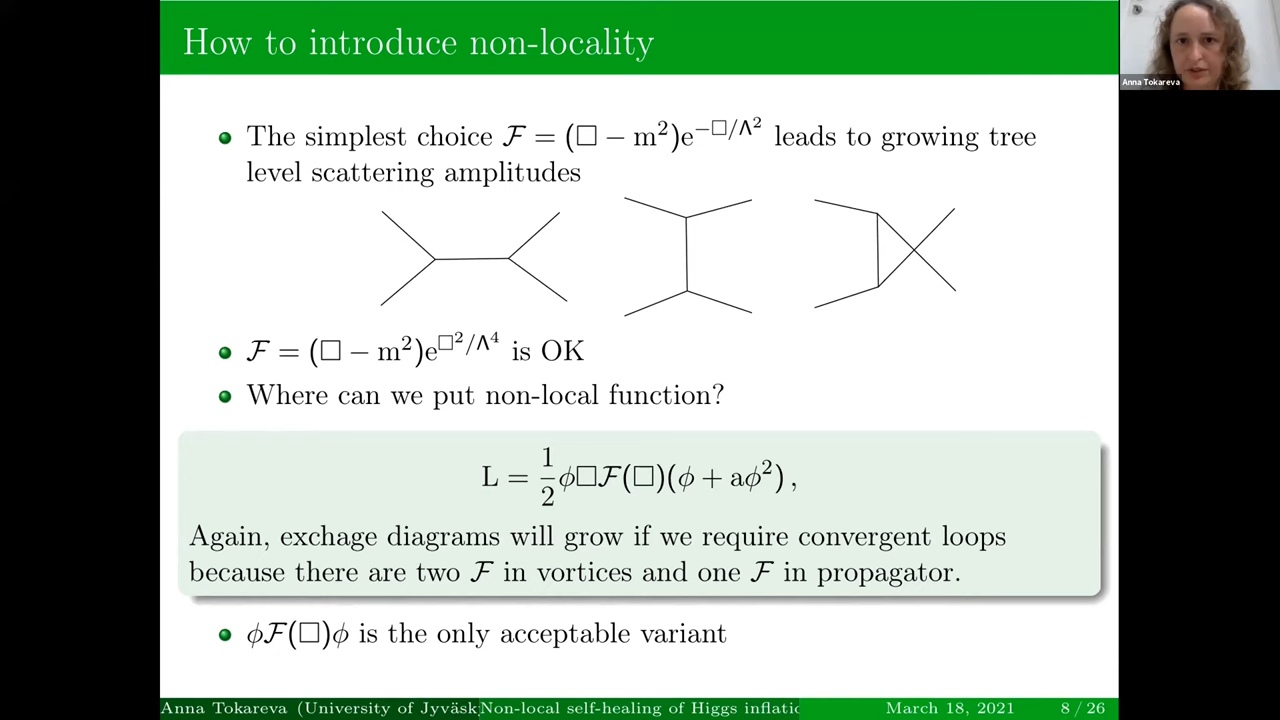 How to introduce non-locality
Anna Tokareva
The simplest choice ℱ = (□ − m²)e^{−□/Λ²} leads to growing tree
level scattering amplitudes
ℱ = (□ − m²)e^{□²/Λ⁴} is OK
Where can we put non-local function?
L = \frac{1}{2}ϕ□ℱ(□)(ϕ + aϕ²),
Again, exchage diagrams will grow if we require convergent loops
because there are two ℱ in vortices and one ℱ in propagator.
ϕℱ(□)ϕ is the only acceptable variant
Anna Tokareva (University of Jyväsk Non-local self-healing of Higgs inflatio March 18, 2021 8 / 26